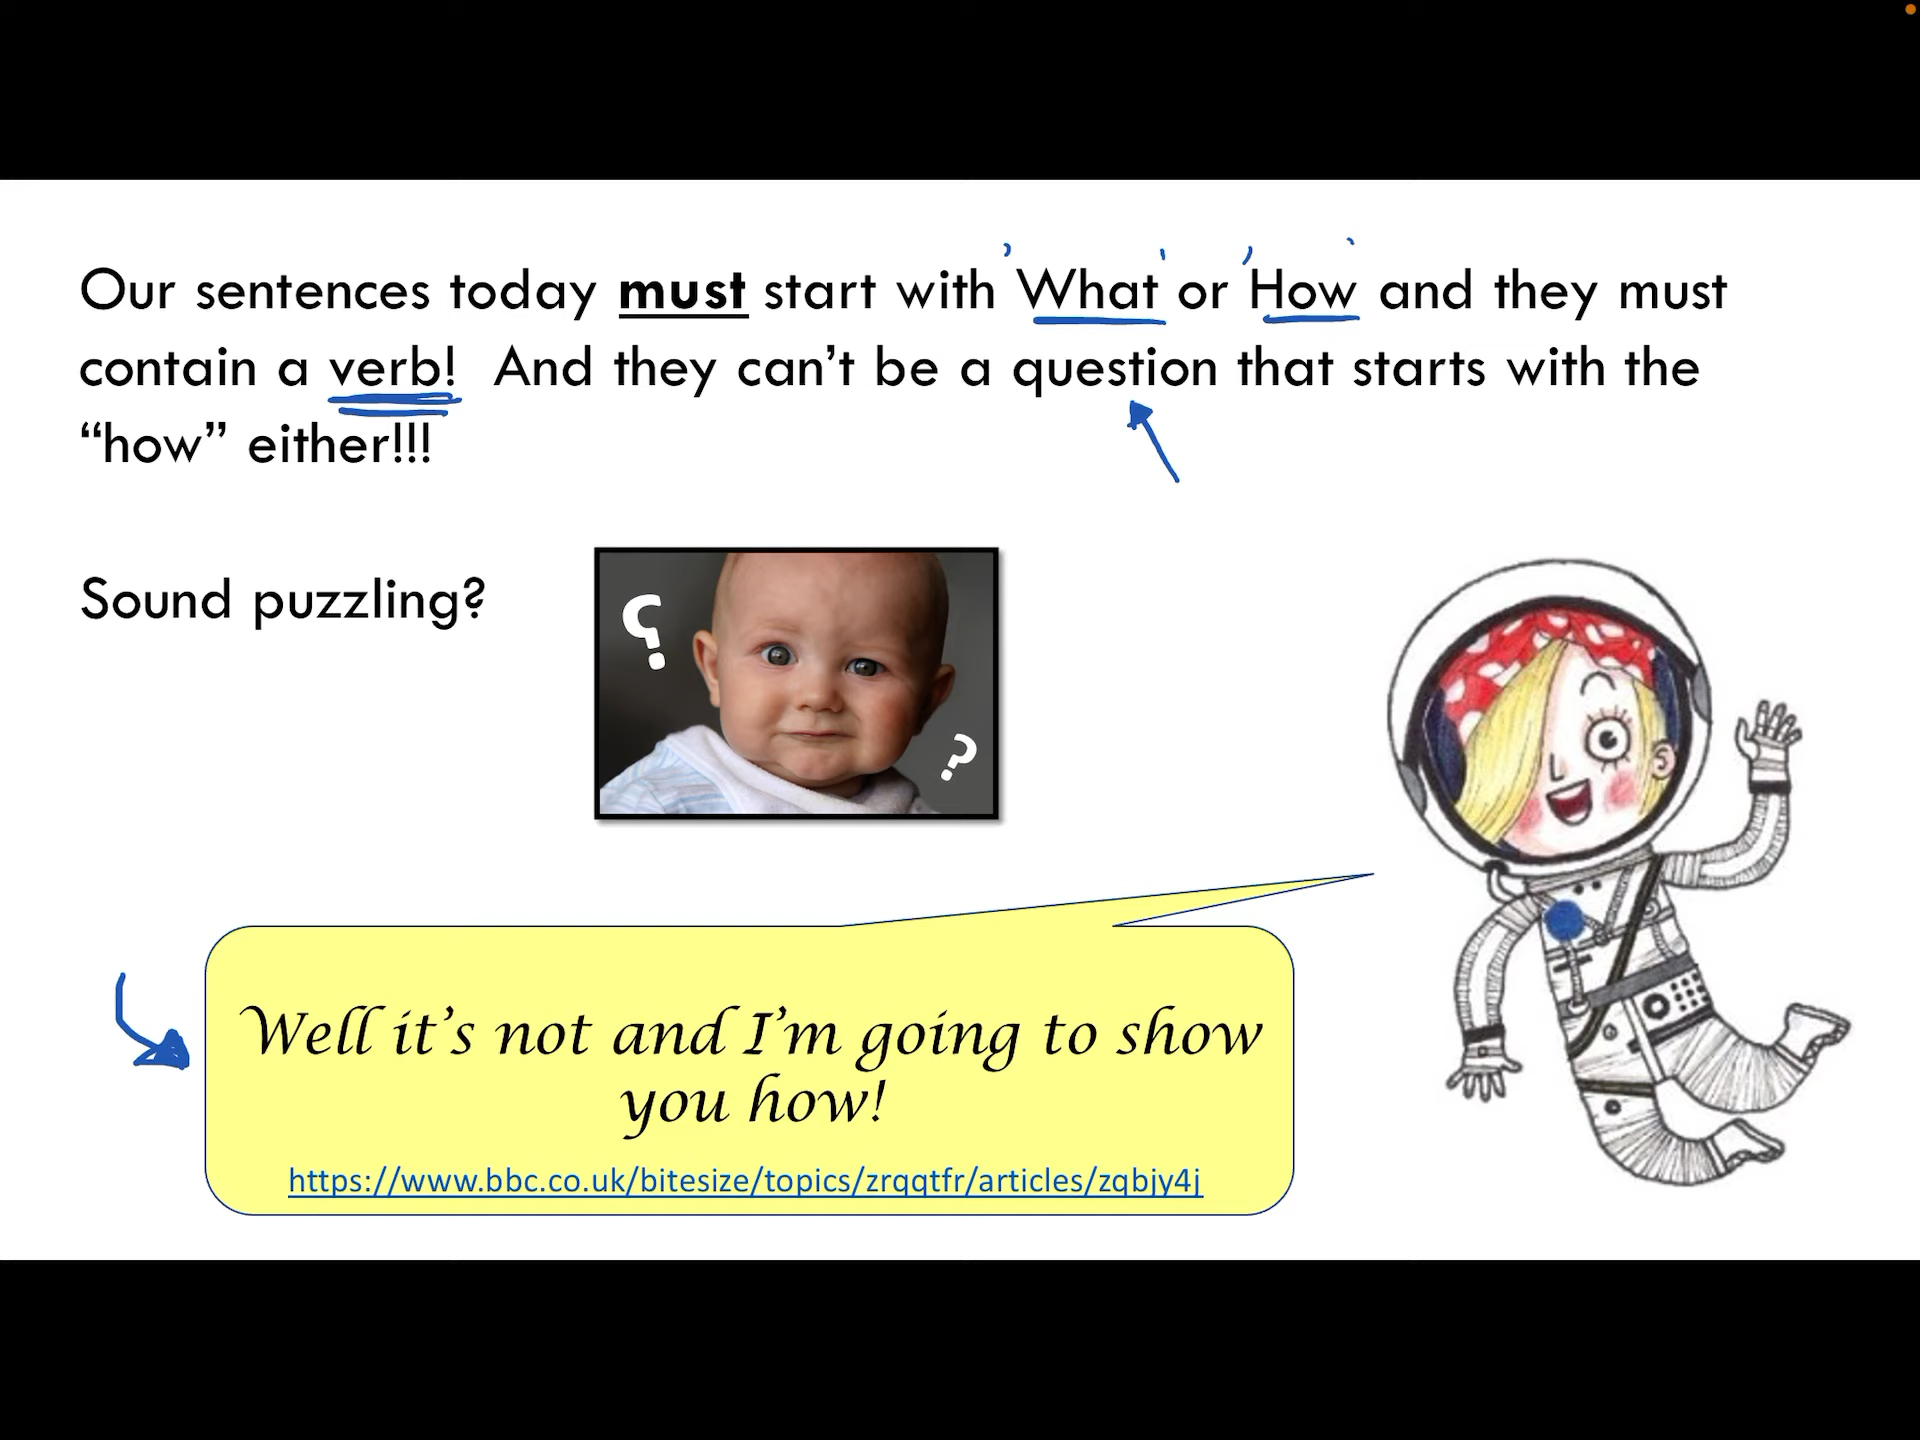 Our sentences today must start with 'What' or 'How' and they must
contain a verb!  And they can’t be a question that starts with the
“how” either!!!
Sound puzzling?
? ?
Well it’s not and I’m going to show
you how!
https://www.bbc.co.uk/bitesize/topics/zrqqtfr/articles/zqbjy4j